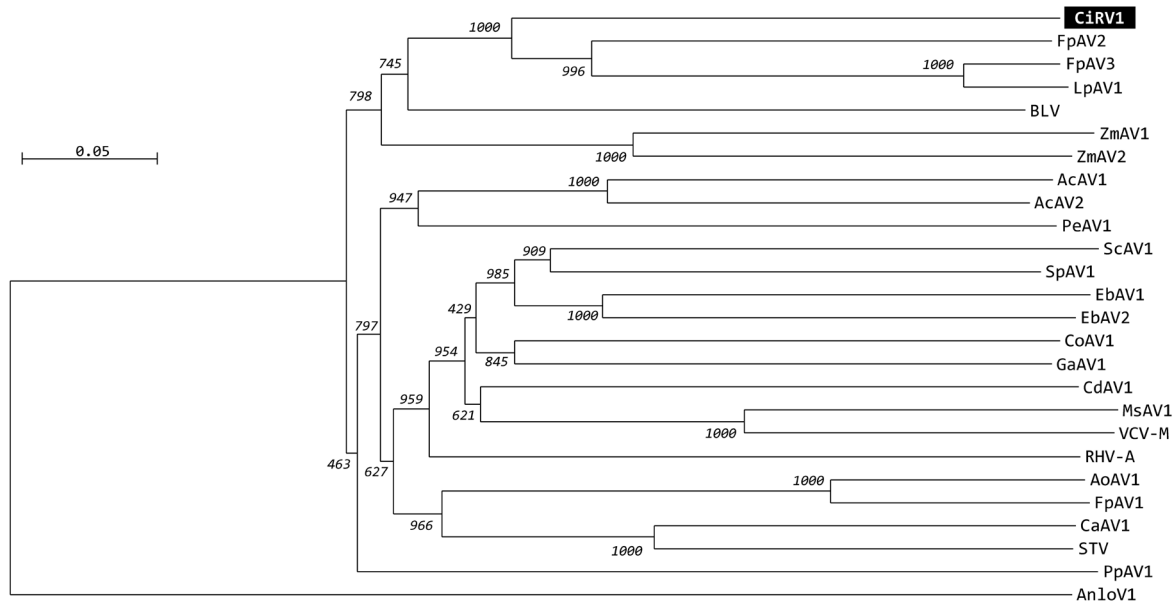 CiRV1
1000
FpAV2
745
996
1000
FpAV3
LpAV1
798
BLV
0.05
ZmAV1
1000
ZmAV2
1000
AcAV1
947
AcAV2
PeAV1
909
ScAV1
985
SpAV1
EbAV1
429
1000
EbAV2
797
CoAV1
954
845
GaAV1
CdAV1
959
621
MsAV1
1000
VCV-M
463
627
RHV-A
1000
AoAV1
FpAV1
966
CaAV1
1000
STV
PpAV1
AnloV1